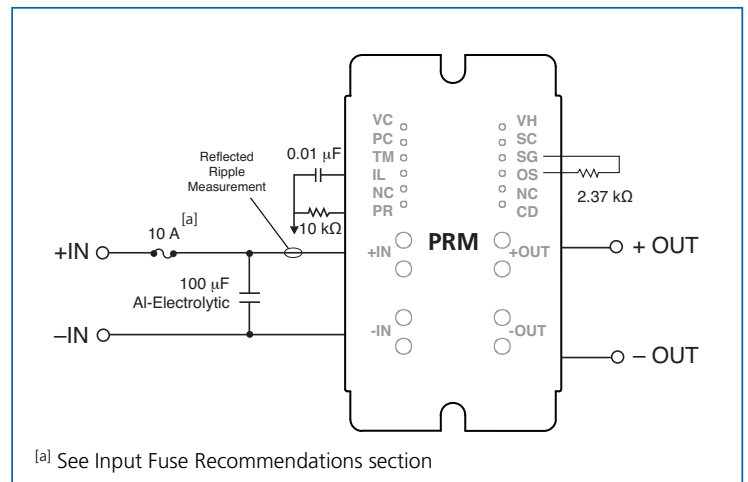 VC
PC
TM
IL
NC
PR
VH
SC
SG
OS
NC
CD
0.01 μF
Reflected
Ripple
Measurement
2.37 kΩ
10 kΩ
10 A [a]
+IN
+IN
PRM
+OUT
+ OUT
100 μF
Al-Electrolytic
–IN
-IN
-OUT
– OUT
[a] See Input Fuse Recommendations section